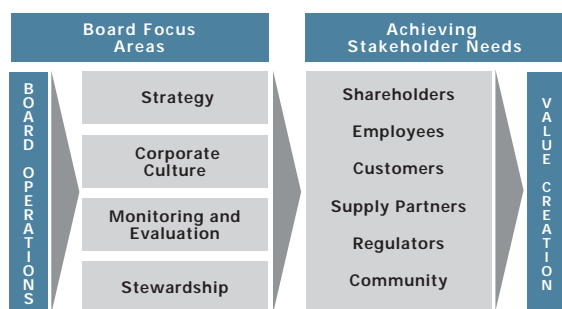 Board Focus
Areas
Achieving
Stakeholder Needs
BOARD OPERATIONS
Strategy
Corporate
Culture
Monitoring and
Evaluation
Stewardship
Shareholders
Employees
Customers
Supply Partners
Regulators
Community
VALUE CREATION